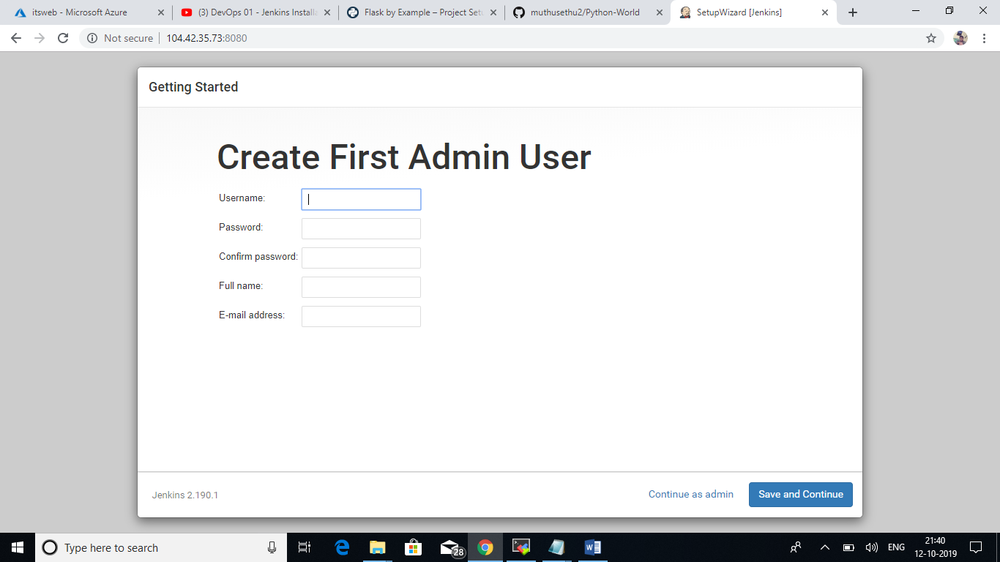 itsweb - Microsoft Azure
(3) DevOps 01 - Jenkins Installa
Flask by Example – Project Setu
muthusethu2/Python-World
SetupWizard [Jenkins]
Not secure
104.42.35.73:8080
Getting Started
Create First Admin User
Username:
Password:
Confirm password:
Full name:
E-mail address:
Jenkins 2.190.1
Continue as admin
Save and Continue
Type here to search
28
W
ENG
21:40
12-10-2019